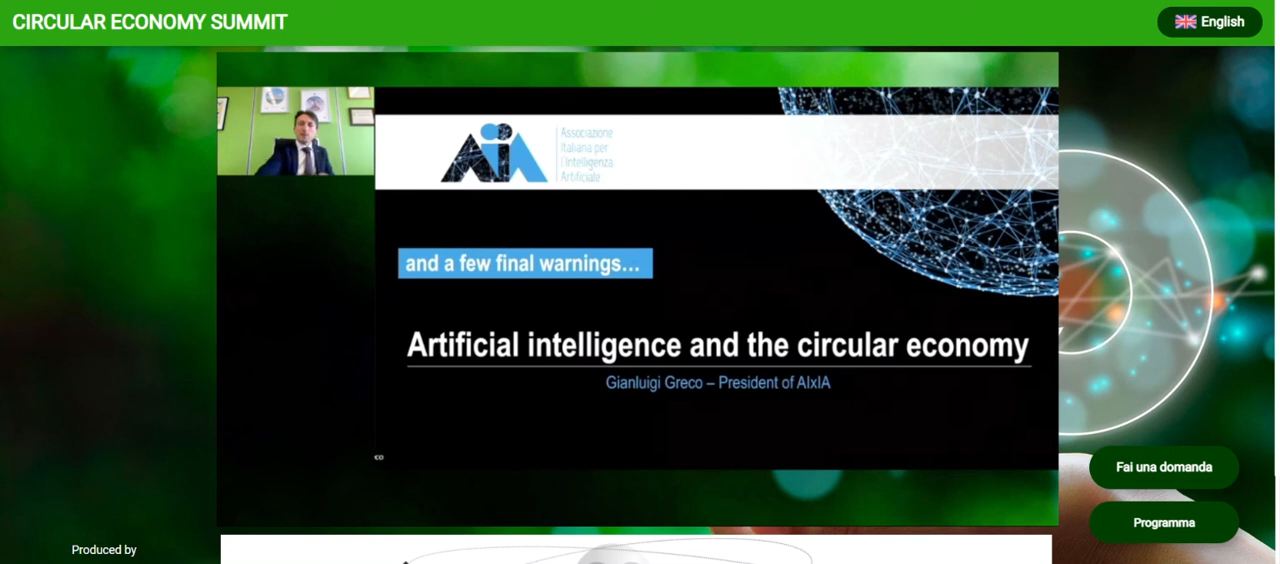 CIRCULAR ECONOMY SUMMIT
English
AiA
Associazione
Italiana per
l'Intelligenza
Artificiale
and a few final warnings...
Artificial intelligence and the circular economy
Gianluigi Greco – President of AIxIA
Fai una domanda
Programma
Produced by